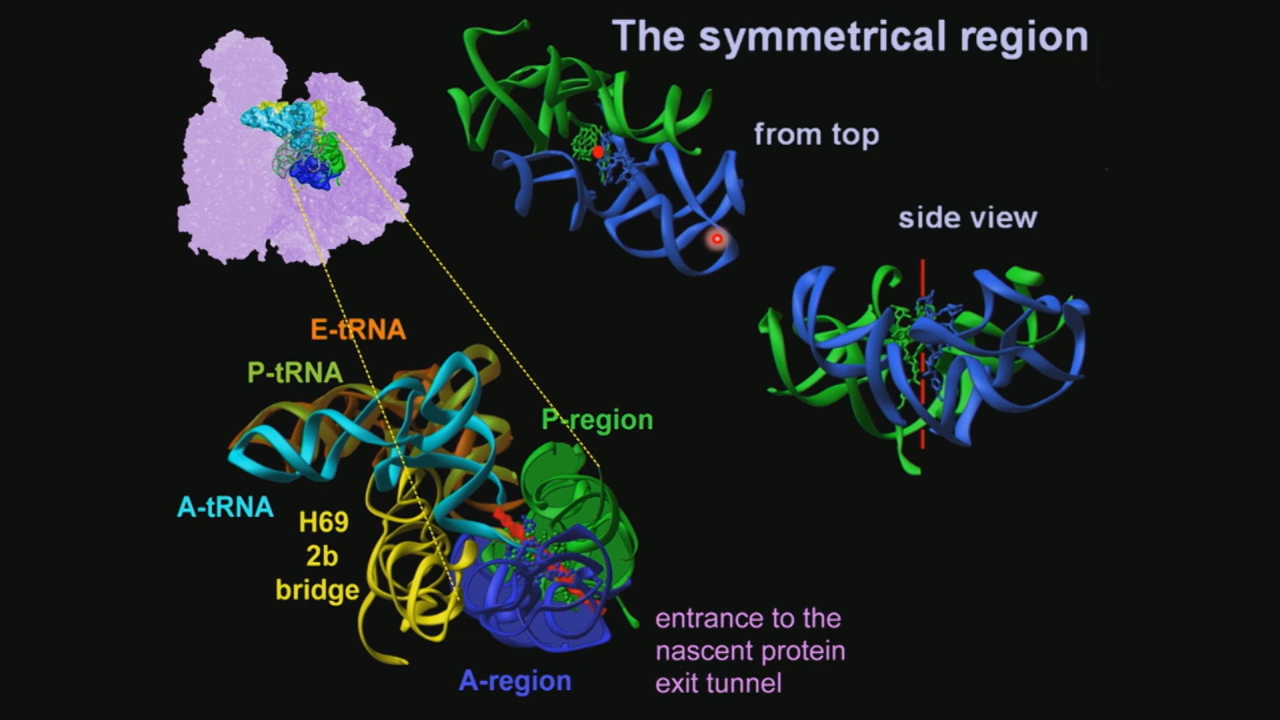 The symmetrical region
from top
side view
E-tRNA
P-tRNA
P-region
A-tRNA
H69
2b
bridge
entrance to the
nascent protein
exit tunnel
A-region